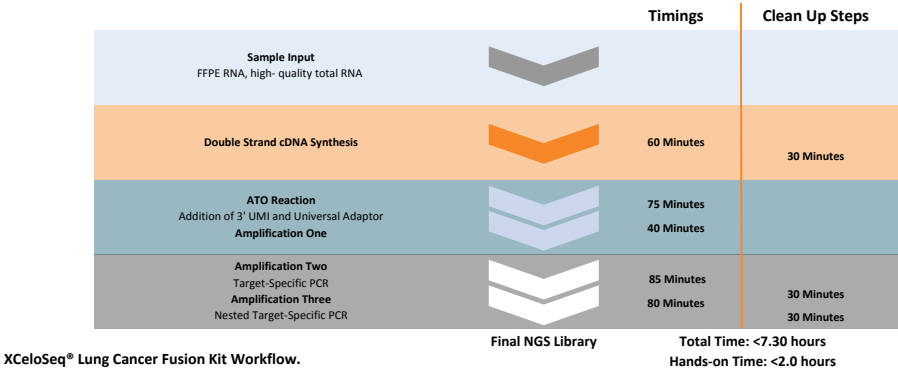 Timings Clean Up Steps
Sample Input
FFPE RNA, high- quality total RNA
Double Strand cDNA Synthesis 60 Minutes
30 Minutes
ATO Reaction
75 Minutes
Addition of 3' UMI and Universal Adaptor
Amplification One 40 Minutes
Amplification Two
Target-Specific PCR 85 Minutes
Amplification Three 80 Minutes 30 Minutes
Nested Target-Specific PCR 30 Minutes
Final NGS Library Total Time: <7.30 hours
XCeloSeq® Lung Cancer Fusion Kit Workflow. Hands-on Time: <2.0 hours